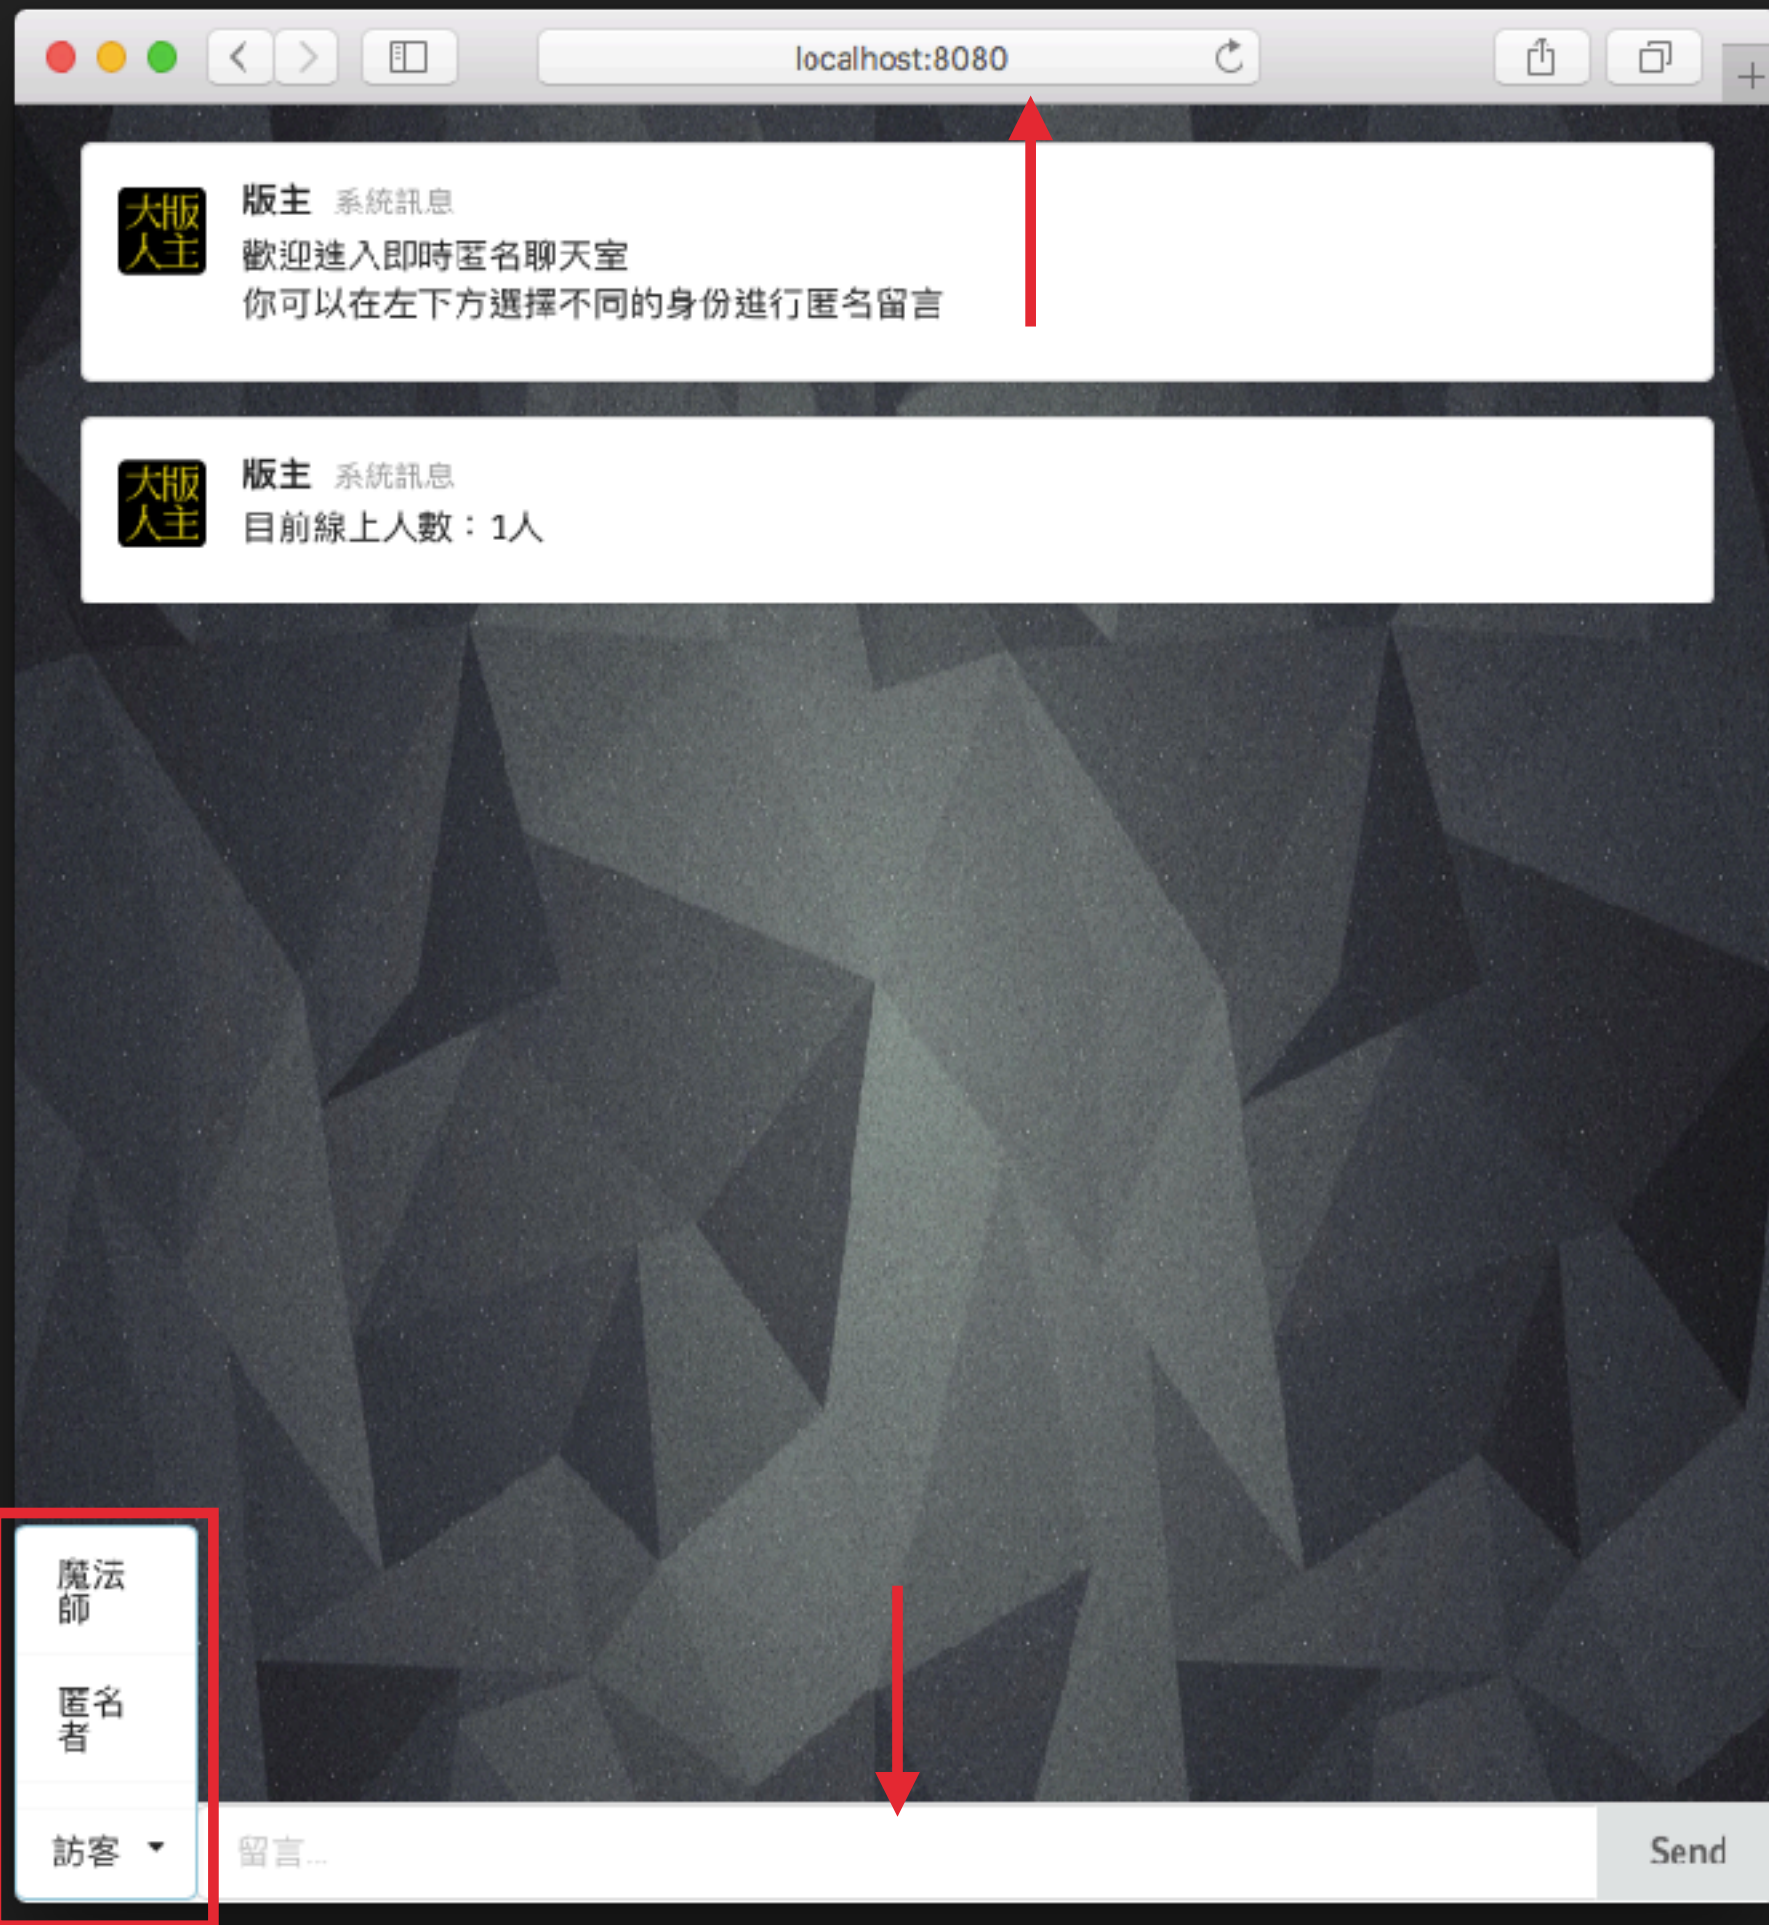 localhost:8080
大版
人主
版主 系統訊息
歡迎進入即時匿名聊天室
你可以在左下方選擇不同的身份進行匿名留言
大版
人主
版主 系統訊息
目前線上人數：1人
魔法
師
匿名
者
訪客
留言...
Send